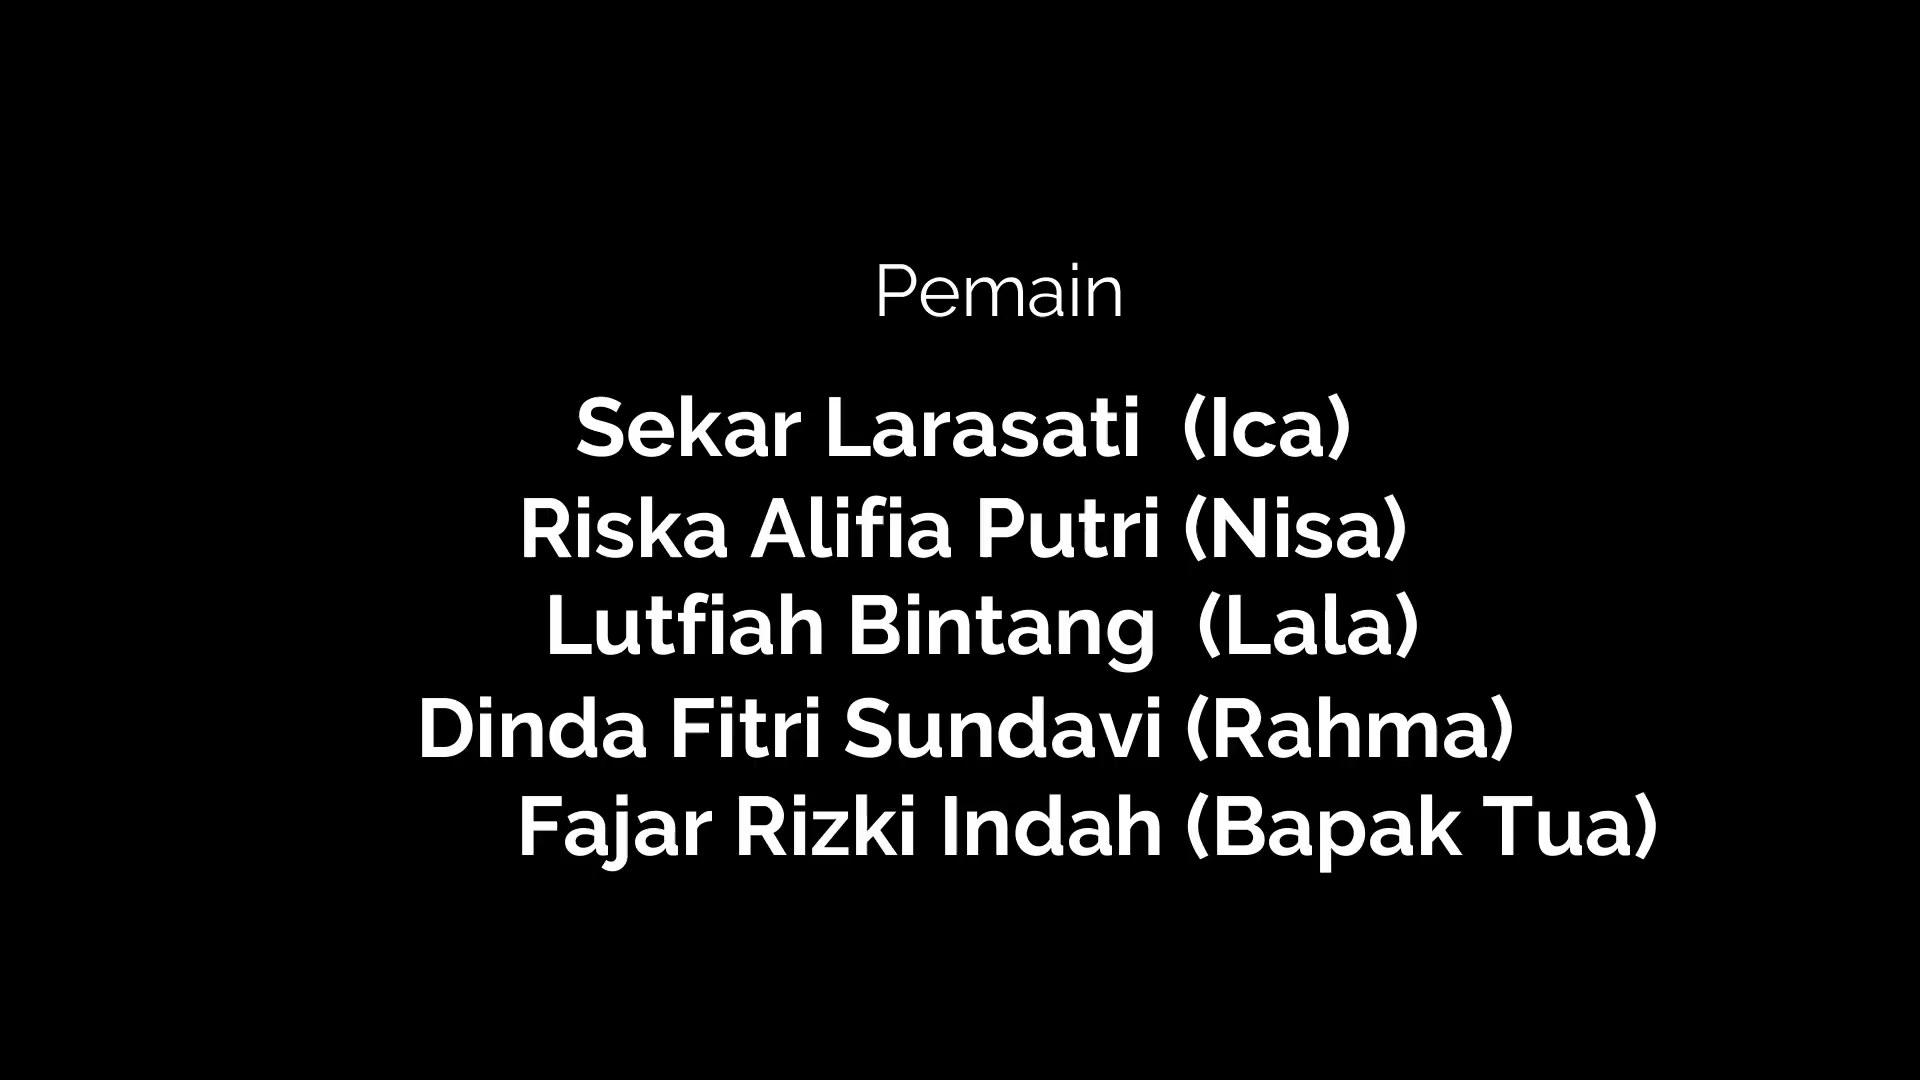 Pemain
Sekar Larasati (Ica)
Riska Alifia Putri (Nisa)
Lutfiah Bintang (Lala)
Dinda Fitri Sundavi (Rahma)
Fajar Rizki Indah (Bapak Tua)